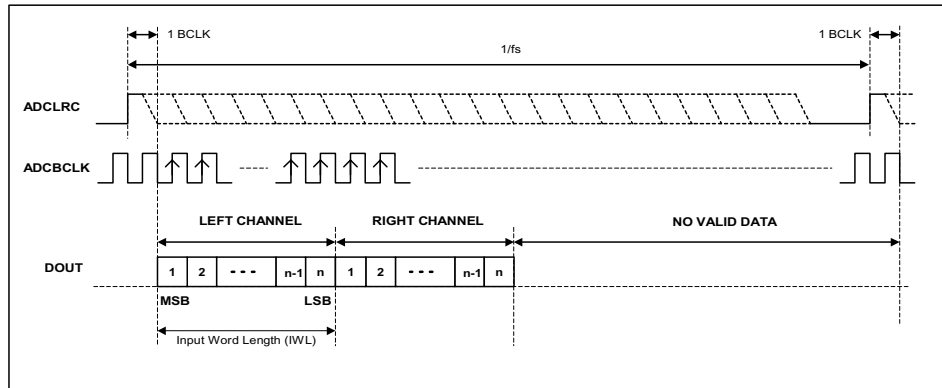 1 BCLK
1 BCLK
1/fs
ADCLRC
ADCBCLK
LEFT CHANNEL
RIGHT CHANNEL
NO VALID DATA
DOUT
1 2 - - - n-1 n 1 2 - - - n-1 n
MSB
LSB
Input Word Length (IWL)